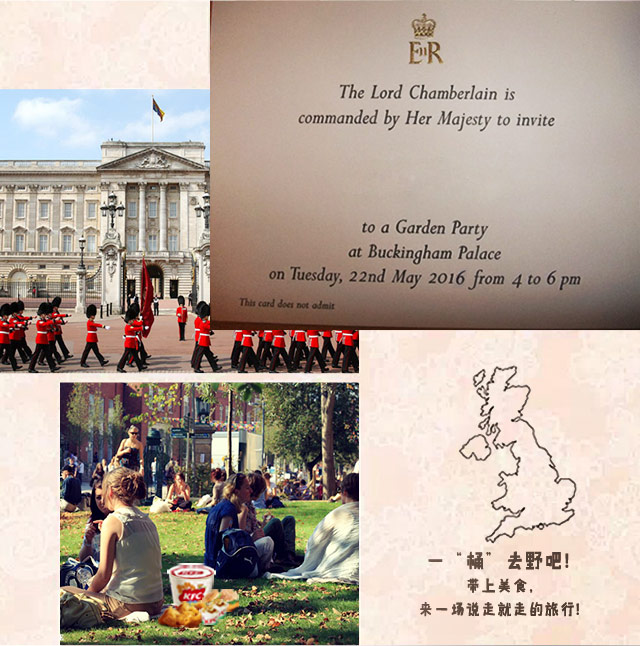 EIIR
The Lord Chamberlain is
commanded by Her Majesty to invite
to a Garden Party
at Buckingham Palace
on Tuesday, 22nd May 2016 from 4 to 6 pm
This card does not admit
KFC
一“桶”去野吧!
带上美食,
来一场说走就走的旅行!